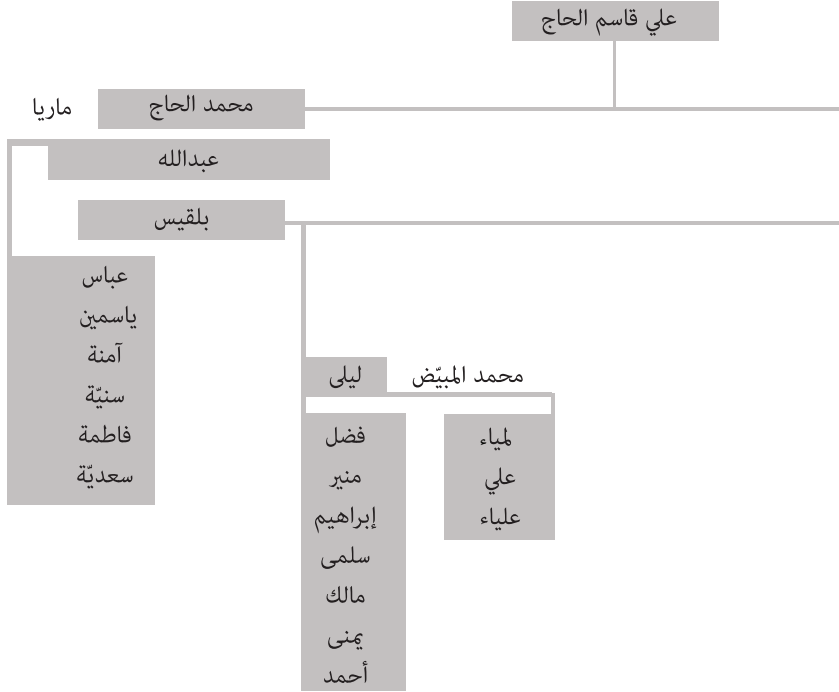 علي قاسم الحاج
محمد الحاج
ماريا
عبدالله
بلقيس
عباس
ياسمين
آمنة
سنيّة
فاطمة
سعديّة
محمد المبيّض
ليلى
لمياء
علي
علياء
فضل
منير
إبراهيم
سلمى
مالك
يمنى
أحمد